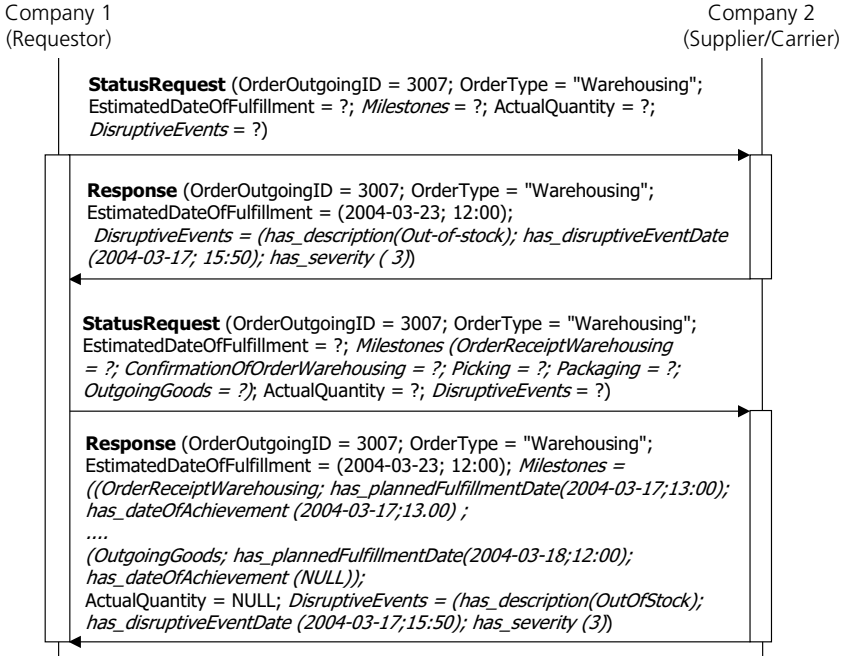 Company 1
(Requestor)
Company 2
(Supplier/Carrier)
StatusRequest (OrderOutgoingID = 3007; OrderType = "Warehousing";
EstimatedDateOfFulfillment = ?; Milestones = ?; ActualQuantity = ?;
DisruptiveEvents = ?)
Response (OrderOutgoingID = 3007; OrderType = "Warehousing";
EstimatedDateOfFulfillment = (2004-03-23; 12:00);
DisruptiveEvents = (has_description(Out-of-stock); has_disruptiveEventDate
(2004-03-17; 15:50); has_severity ( 3))
StatusRequest (OrderOutgoingID = 3007; OrderType = "Warehousing";
EstimatedDateOfFulfillment = ?; Milestones (OrderReceiptWarehousing
= ?; ConfirmationOfOrderWarehousing = ?; Picking = ?; Packaging = ?;
OutgoingGoods = ?); ActualQuantity = ?; DisruptiveEvents = ?)
Response (OrderOutgoingID = 3007; OrderType = "Warehousing";
EstimatedDateOfFulfillment = (2004-03-23; 12:00); Milestones =
((OrderReceiptWarehousing; has_plannedFulfillmentDate(2004-03-17;13:00);
has_dateOfAchievement (2004-03-17;13.00) ;
....
(OutgoingGoods; has_plannedFulfillmentDate(2004-03-18;12:00);
has_dateOfAchievement (NULL));
ActualQuantity = NULL; DisruptiveEvents = (has_description(OutOfStock);
has_disruptiveEventDate (2004-03-17;15:50); has_severity (3))